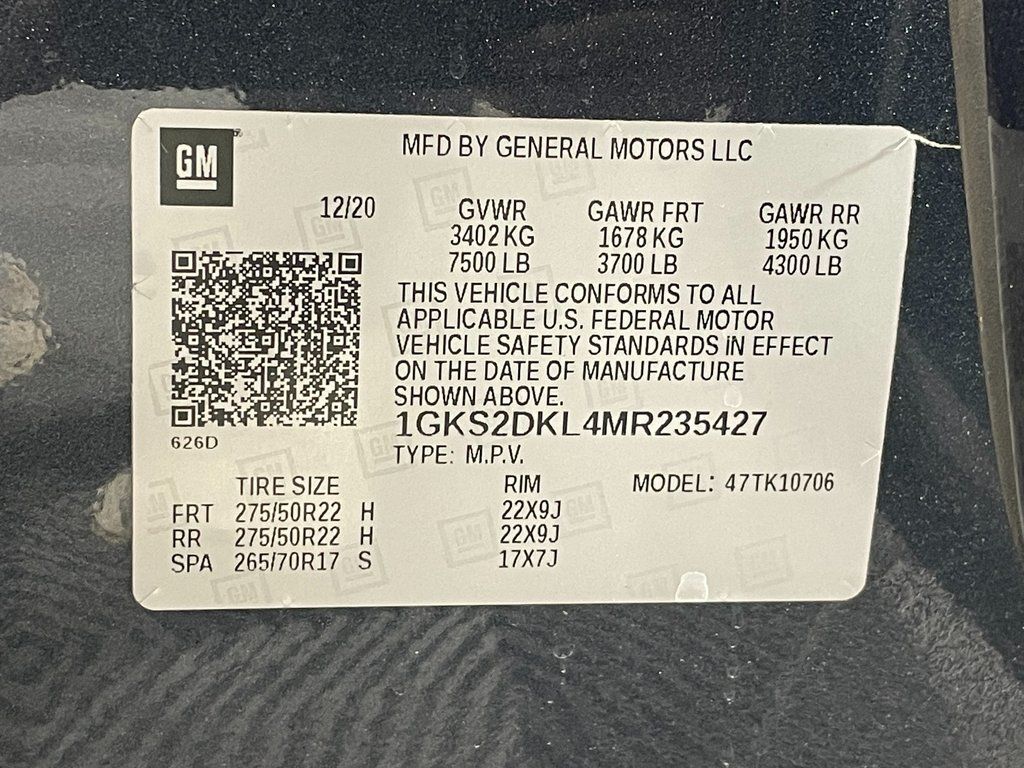 GM
MFD BY GENERAL MOTORS LLC
12/20 GVWR GAWR FRT GAWR RR
3402 KG 1678 KG 1950 KG
7500 LB 3700 LB 4300 LB
THIS VEHICLE CONFORMS TO ALL
APPLICABLE U.S. FEDERAL MOTOR
VEHICLE SAFETY STANDARDS IN EFFECT
ON THE DATE OF MANUFACTURE
SHOWN ABOVE.
1GKS2DKL4MR235427
626D
TYPE: M.P.V.
TIRE SIZE RIM MODEL: 47TK10706
FRT 275/50R22 H 22X9J
RR 275/50R22 H 22X9J
SPA 265/70R17 S 17X7J